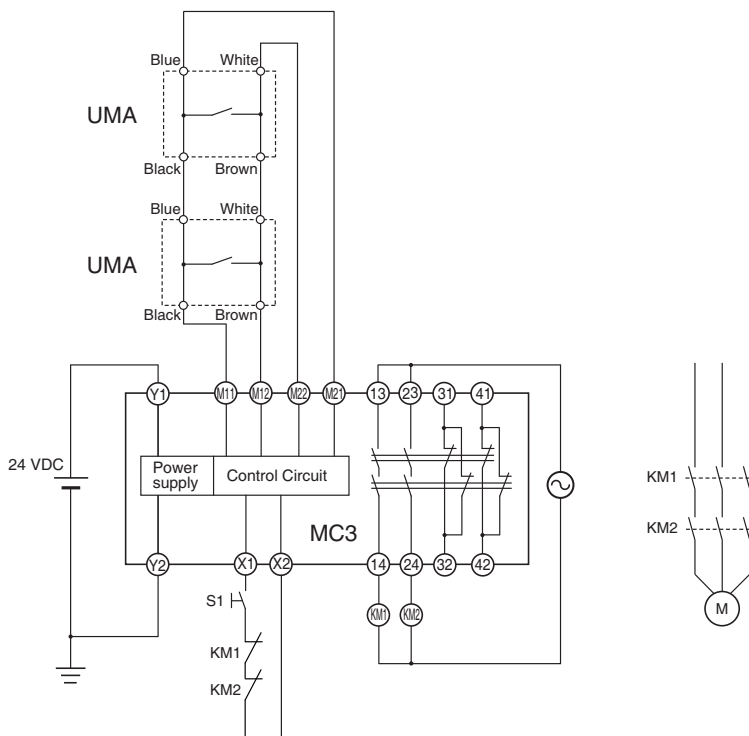 Blue White
UMA
Black Brown
Blue White
UMA
Black Brown
Y1 M11 M12 M22 M21 13 23 31 41
24 VDC
Power
supply
Control Circuit
MC3
Y2 X1 X2 14 24 32 42
S1
KM1 KM2
KM1
KM2
KM1
KM2
M